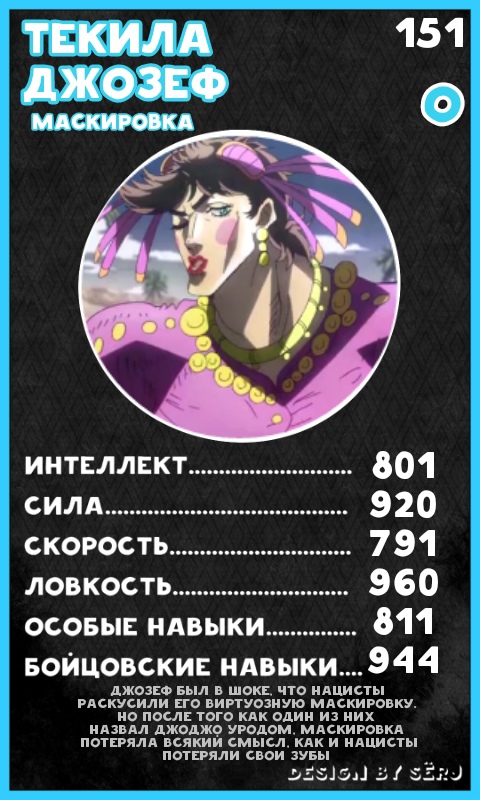 ТЕКИЛА
ДЖОЗЕФ
МАСКИРОВКА
151
ИНТЕЛЛЕКТ.......................... 801
СИЛА....................................... 920
СКОРОСТЬ............................. 791
ЛОВКОСТЬ............................ 960
ОСОБЫЕ НАВЫКИ.............. 811
БОЙЦОВСКИЕ НАВЫКИ.... 944
ДЖОЗЕФ БЫЛ В ШОКЕ, ЧТО НАЦИСТЫ
РАСКУСИЛИ ЕГО ВИРТУОЗНУЮ МАСКИРОВКУ.
НО ПОСЛЕ ТОГО КАК ОДИН ИЗ НИХ
НАЗВАЛ ДЖОДЖО УРОДОМ, МАСКИРОВКА
ПОТЕРЯЛА ВСЯКИЙ СМЫСЛ, КАК И НАЦИСТЫ
ПОТЕРЯЛИ СВОИ ЗУБЫ
DESIGN BY SËRJ